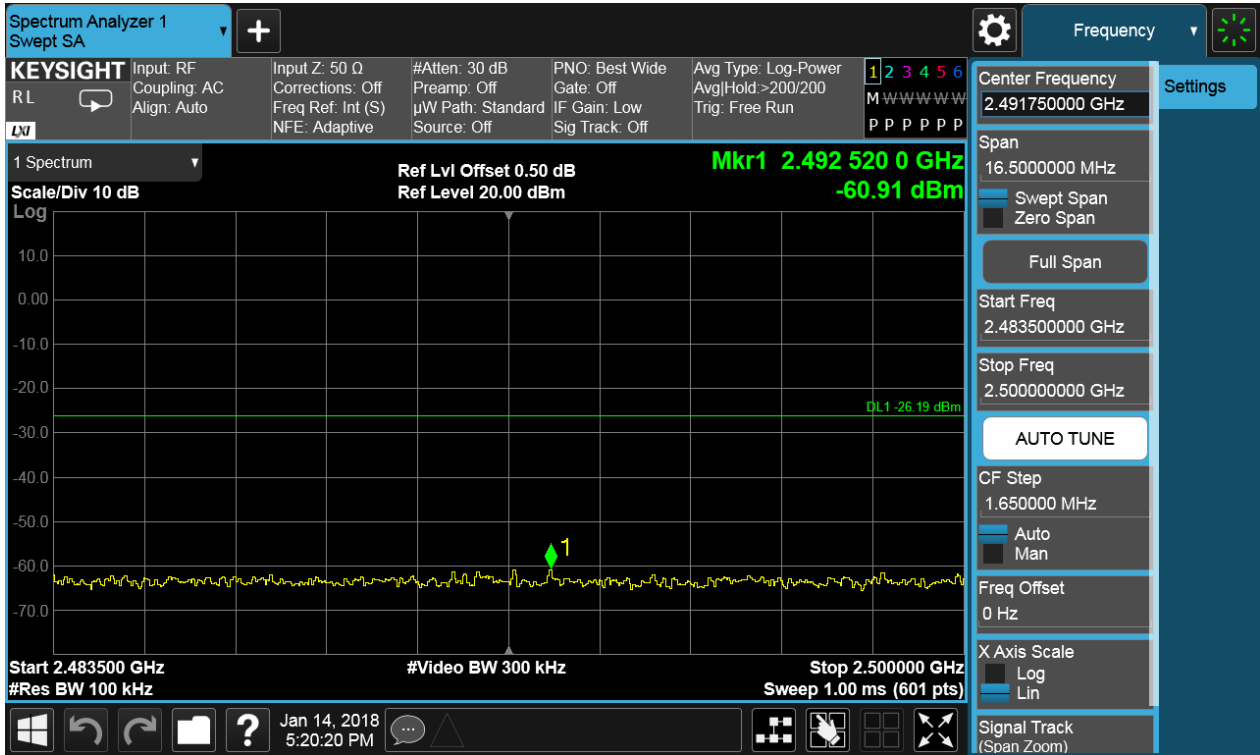 Spectrum Analyzer 1
Swept SA
+
Frequency
KEYSIGHT
RL
LXI
Input: RF
Coupling: AC
Align: Auto
Input Z: 50 Ω
Corrections: Off
Freq Ref: Int (S)
NFE: Adaptive
#Atten: 30 dB
Preamp: Off
µW Path: Standard
Source: Off
PNO: Best Wide
Gate: Off
IF Gain: Low
Sig Track: Off
Avg Type: Log-Power
Avg|Hold:>200/200
Trig: Free Run
1 2 3 4 5 6
M W W W W W
P P P P P P
1 Spectrum
Scale/Div 10 dB
Ref Lvl Offset 0.50 dB
Ref Level 20.00 dBm
Mkr1 2.492 520 0 GHz
-60.91 dBm
Log
10.0
0.00
-10.0
-20.0
DL1 -26.19 dBm
-30.0
-40.0
-50.0
1
-60.0
-70.0
Start 2.483500 GHz
#Res BW 100 kHz
#Video BW 300 kHz
Stop 2.500000 GHz
Sweep 1.00 ms (601 pts)
Center Frequency
2.491750000 GHz
Span
16.5000000 MHz
Swept Span
Zero Span
Full Span
Start Freq
2.483500000 GHz
Stop Freq
2.500000000 GHz
AUTO TUNE
CF Step
1.650000 MHz
Auto
Man
Freq Offset
0 Hz
X Axis Scale
Log
Lin
Signal Track
(Span Zoom)
Settings
?
Jan 14, 2018
5:20:20 PM